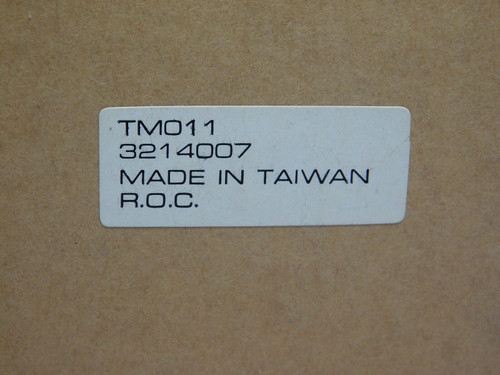 TM011
3214007
MADE IN TAIWAN
R.O.C.